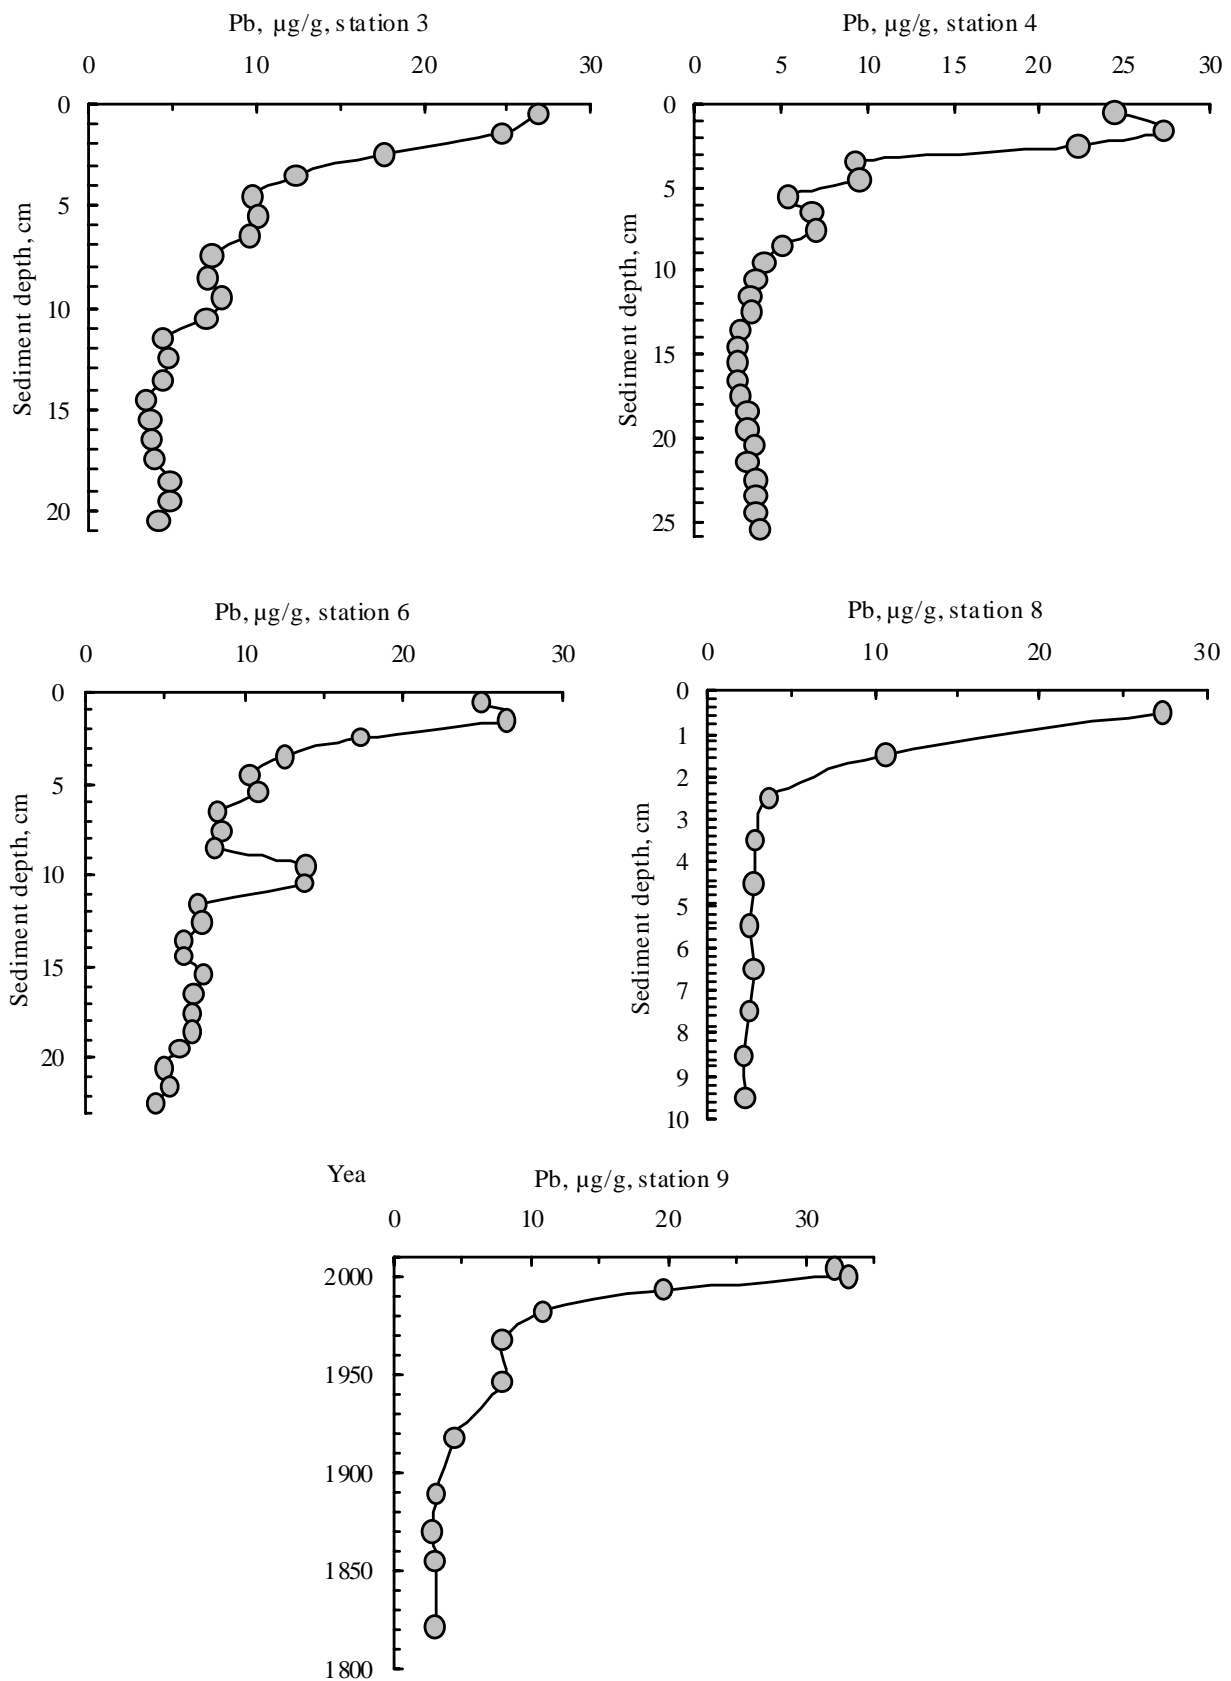 Pb, µg/g, station 3
0 10 20 30
0
5
10
15
20
Sediment depth, cm
Pb, µg/g, station 4
0 5 10 15 20 25 30
0
5
10
15
20
25
Sediment depth, cm
Pb, µg/g, station 6
0 10 20 30
0
5
10
15
20
Sediment depth, cm
Pb, µg/g, station 8
0 10 20 30
0
1
2
3
4
5
6
7
8
9
10
Sediment depth, cm
Yea
Pb, µg/g, station 9
0 10 20 30
2000
1950
1900
1850
1800